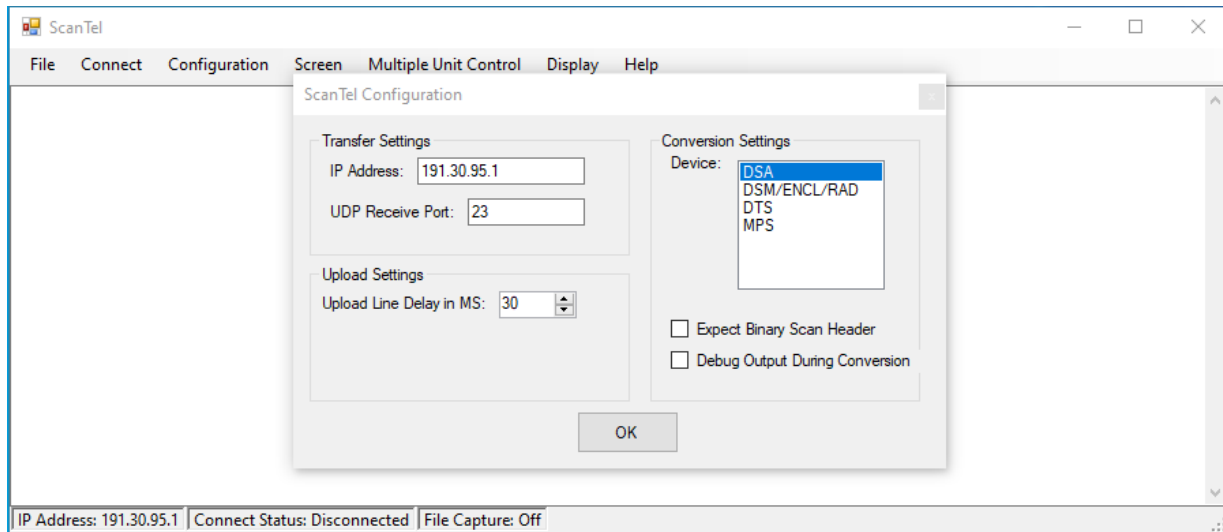 ScanTel
File Connect Configuration Screen Multiple Unit Control Display Help
ScanTel Configuration
Transfer Settings
IP Address: 191.30.95.1
UDP Receive Port: 23
Upload Settings
Upload Line Delay in MS: 30
Conversion Settings
Device:
DSA
DSM/ENCL/RAD
DTS
MPS
Expect Binary Scan Header
Debug Output During Conversion
OK
IP Address: 191.30.95.1 Connect Status: Disconnected File Capture: Off